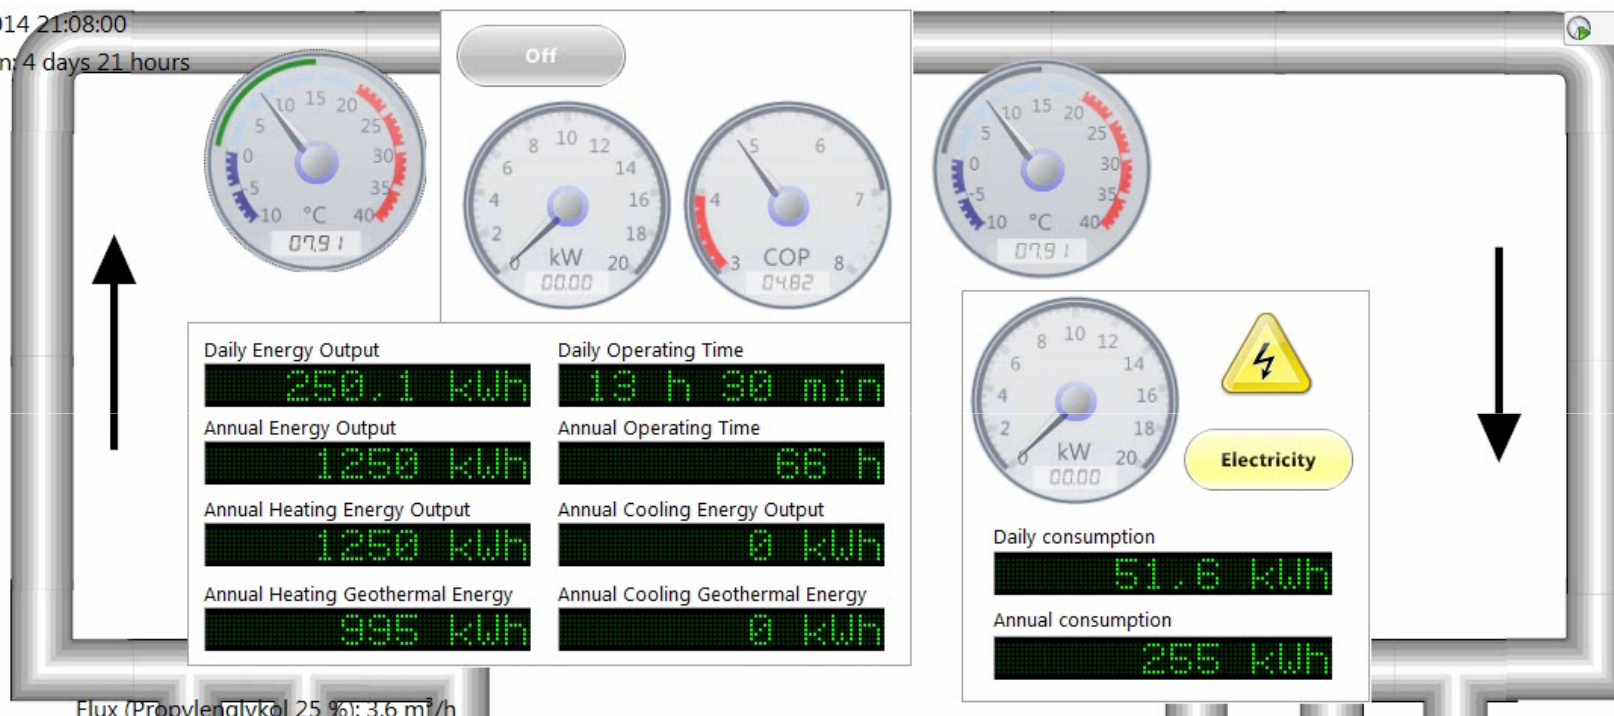 014 21:08:00
n: 4 days 21 hours
Off
-10 -5 0 5 10 15 20 25 30 35 40
°C
07.91
0 2 4 6 8 10 12 14 16 18 20
kW
00.00
3 4 5 6 7 8
COP
04.82
-10 -5 0 5 10 15 20 25 30 35 40
°C
07.91
Daily Energy Output
250,1 kWh
Daily Operating Time
13 h 30 min
Annual Energy Output
1250 kWh
Annual Operating Time
66 h
Annual Heating Energy Output
1250 kWh
Annual Cooling Energy Output
0 kWh
Annual Heating Geothermal Energy
995 kWh
Annual Cooling Geothermal Energy
0 kWh
0 2 4 6 8 10 12 14 16 18 20
kW
00.00
Electricity
Daily consumption
51,6 kWh
Annual consumption
255 kWh
Flux (Propylenglykol 25 %): 3,6 m³/h